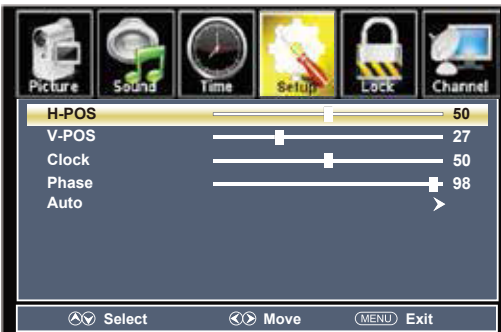 Picture Sound Time Setup Lock Channel
H-POS 50
V-POS 27
Clock 50
Phase 98
Auto
Select Move MENU Exit